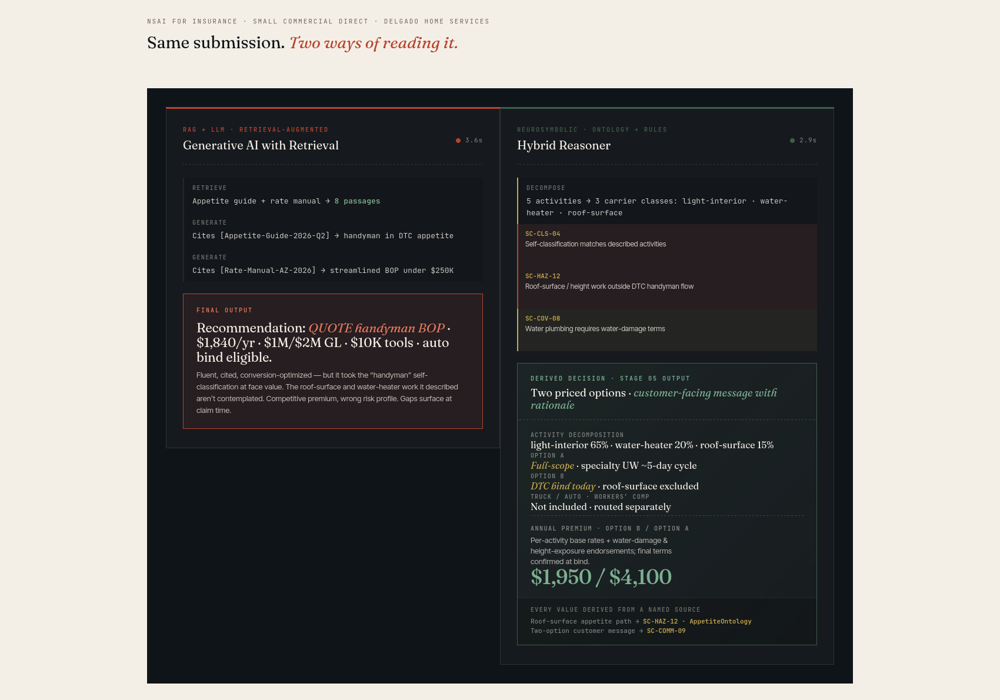 NSAI FOR INSURANCE · SMALL COMMERCIAL DIRECT · DELGADO HOME SERVICES
Same submission. Two ways of reading it.
RAG + LLM · RETRIEVAL-AUGMENTED
Generative AI with Retrieval
3.6s
RETRIEVE
Appetite guide + rate manual → 8 passages
GENERATE
Cites [Appetite-Guide-2026-Q2] → handyman in DTC appetite
GENERATE
Cites [Rate-Manual-AZ-2026] → streamlined BOP under $250K
FINAL OUTPUT
Recommendation: QUOTE handyman BOP ·
$1,840/yr · $1M/$2M GL · $10K tools · auto
bind eligible.
Fluent, cited, conversion-optimized — but it took the “handyman” self-
classification at face value. The roof-surface and water-heater work it described
aren’t contemplated. Competitive premium, wrong risk profile. Gaps surface at
claim time.
NEUROSYMBOLIC · ONTOLOGY + RULES
Hybrid Reasoner
2.9s
DECOMPOSE
5 activities → 3 carrier classes: light-interior · water-
heater · roof-surface
SC-CLS-04
Self-classification matches described activities
SC-HAZ-12
Roof-surface / height work outside DTC handyman flow
SC-COV-08
Water plumbing requires water-damage terms
DERIVED DECISION · STAGE 05 OUTPUT
Two priced options · customer-facing message with
rationale
ACTIVITY DECOMPOSITION
light-interior 65% · water-heater 20% · roof-surface 15%
OPTION A
Full-scope · specialty UW ~5-day cycle
OPTION B
DTC bind today · roof-surface excluded
TRUCK / AUTO · WORKERS’ COMP
Not included · routed separately
ANNUAL PREMIUM · OPTION B / OPTION A
Per-activity base rates + water-damage &
height-exposure endorsements; final terms
confirmed at bind.
$1,950 / $4,100
EVERY VALUE DERIVED FROM A NAMED SOURCE
Roof-surface appetite path → SC-HAZ-12 · AppetiteOntology
Two-option customer message → SC-COMM-09